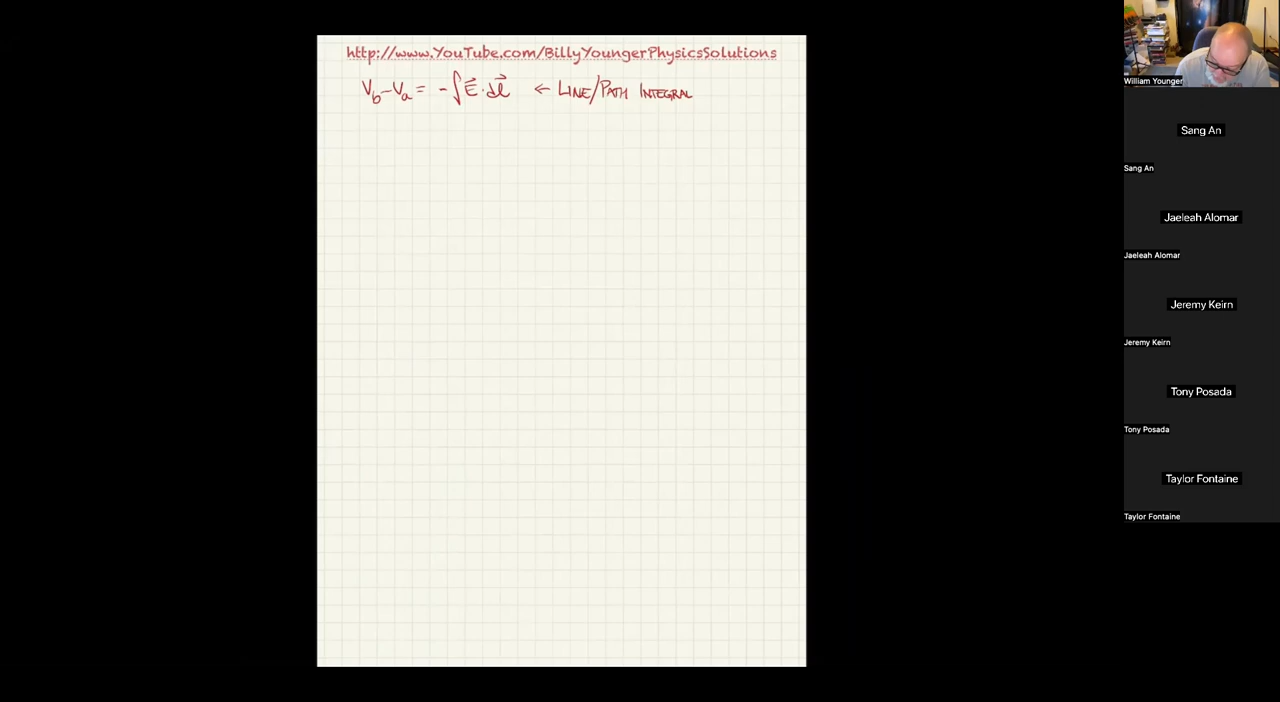 http://www.YouTube.com/BillyYoungerPhysicsSolutions
V_b - V_a = - ∫ E⃗ · dl⃗ ← LINE/PATH INTEGRAL
William Younger
Sang An
Sang An
Jaeleah Alomar
Jaeleah Alomar
Jeremy Keirn
Jeremy Keirn
Tony Posada
Tony Posada
Taylor Fontaine
Taylor Fontaine